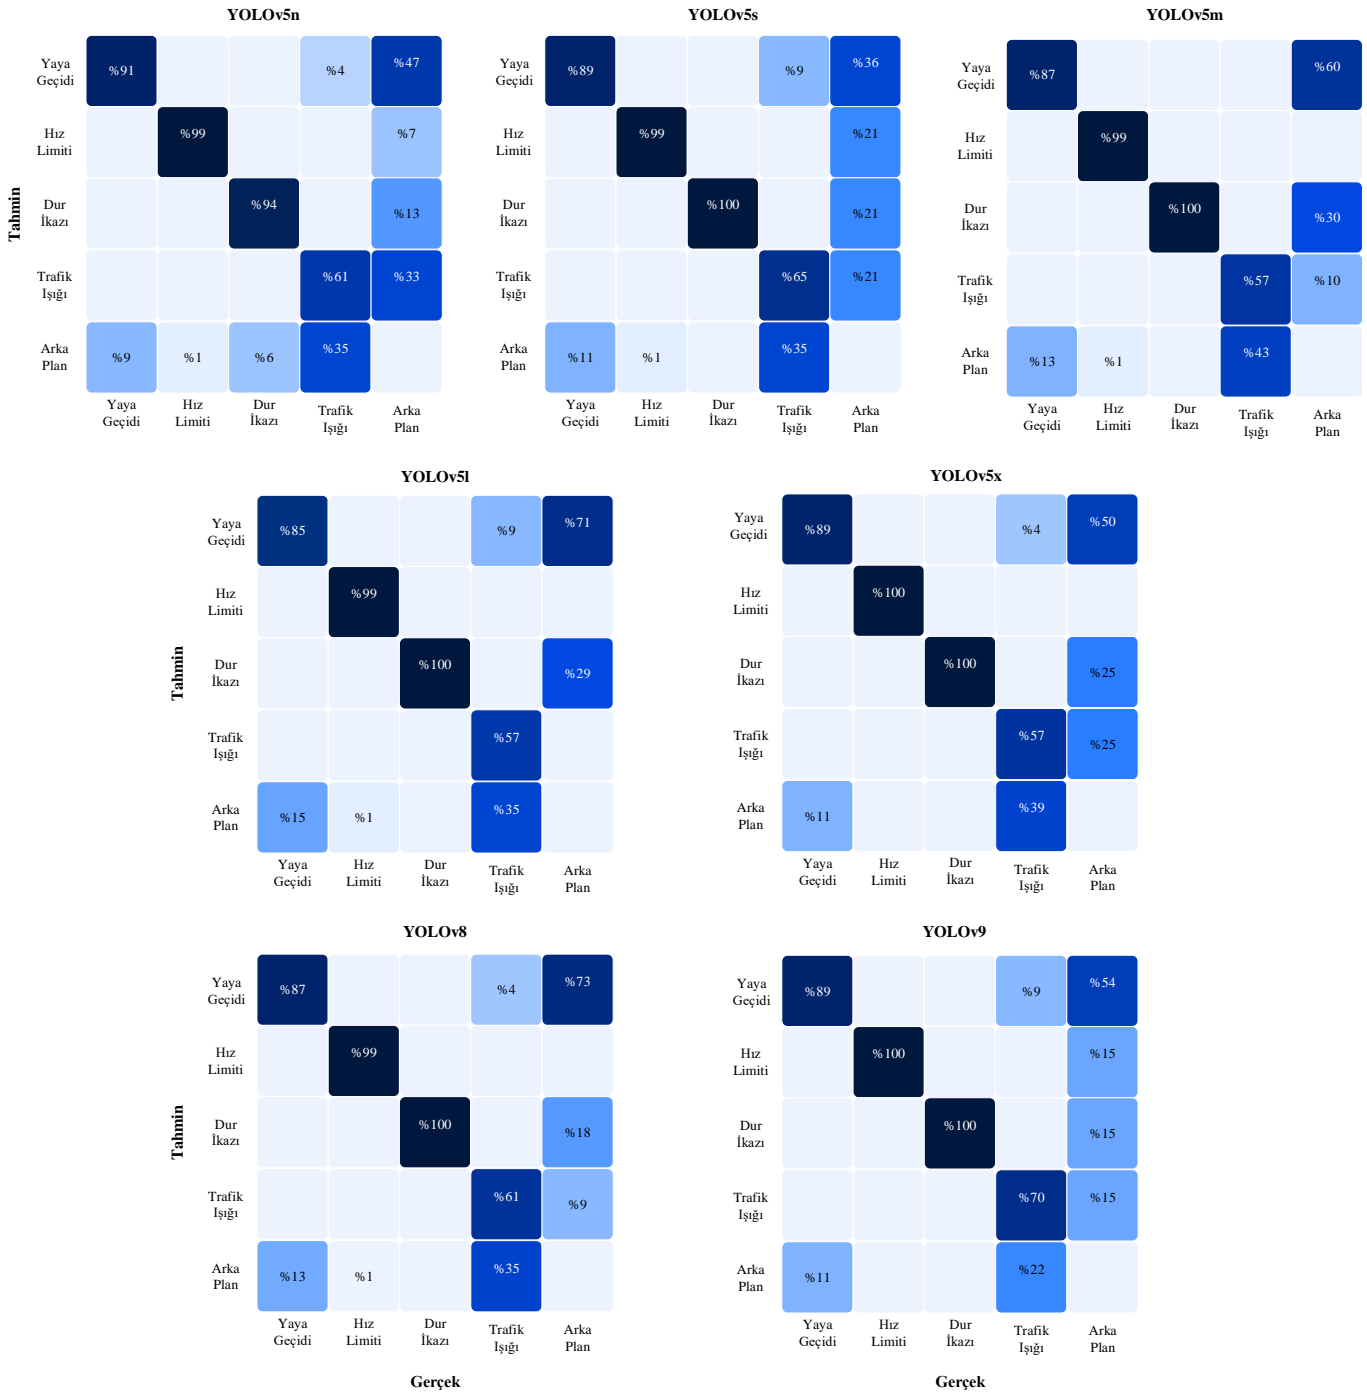 YOLOv5n
Yaya
Geçidi
%91
%4
%47
Hız
Limiti
%99
%7
Tahmin
Dur
İkazı
%94
%13
Trafik
Işığı
%61
%33
Arka
Plan
%9
%1
%6
%35
Yaya
Geçidi
Hız
Limiti
Dur
İkazı
Trafik
Işığı
Arka
Plan
YOLOv5s
Yaya
Geçidi
%89
%9
%36
Hız
Limiti
%99
%21
Dur
İkazı
%100
%21
Trafik
Işığı
%65
%21
Arka
Plan
%11
%1
%35
Yaya
Geçidi
Hız
Limiti
Dur
İkazı
Trafik
Işığı
Arka
Plan
YOLOv5m
Yaya
Geçidi
%87
%60
Hız
Limiti
%99
Dur
İkazı
%100
%30
Trafik
Işığı
%57
%10
Arka
Plan
%13
%1
%43
Yaya
Geçidi
Hız
Limiti
Dur
İkazı
Trafik
Işığı
Arka
Plan
YOLOv5l
Yaya
Geçidi
%85
%9
%71
Hız
Limiti
%99
Tahmin
Dur
İkazı
%100
%29
Trafik
Işığı
%57
Arka
Plan
%15
%1
%35
Yaya
Geçidi
Hız
Limiti
Dur
İkazı
Trafik
Işığı
Arka
Plan
YOLOv5x
Yaya
Geçidi
%89
%4
%50
Hız
Limiti
%100
Dur
İkazı
%100
%25
Trafik
Işığı
%57
%25
Arka
Plan
%11
%39
Yaya
Geçidi
Hız
Limiti
Dur
İkazı
Trafik
Işığı
Arka
Plan
YOLOv8
Yaya
Geçidi
%87
%4
%73
Hız
Limiti
%99
Tahmin
Dur
İkazı
%100
%18
Trafik
Işığı
%61
%9
Arka
Plan
%13
%1
%35
Yaya
Geçidi
Hız
Limiti
Dur
İkazı
Trafik
Işığı
Arka
Plan
Gerçek
YOLOv9
Yaya
Geçidi
%89
%9
%54
Hız
Limiti
%100
%15
Dur
İkazı
%100
%15
Trafik
Işığı
%70
%15
Arka
Plan
%11
%22
Yaya
Geçidi
Hız
Limiti
Dur
İkazı
Trafik
Işığı
Arka
Plan
Gerçek